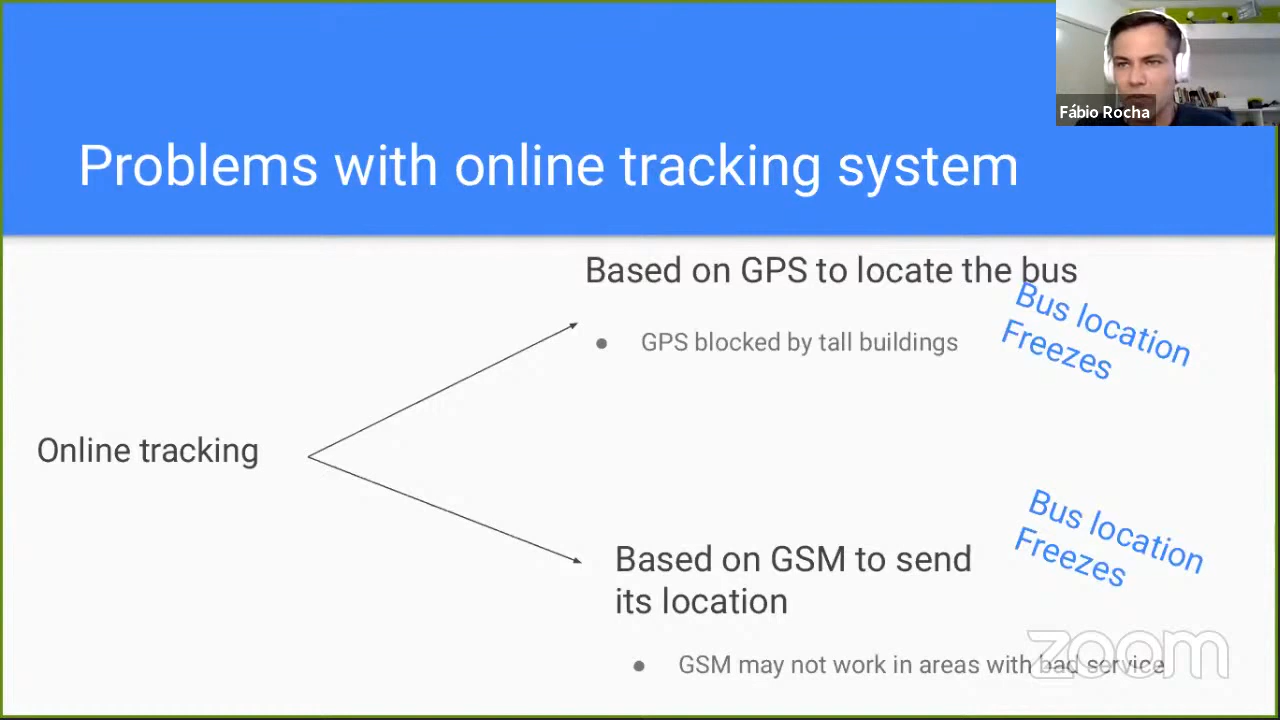 Fábio Rocha
Problems with online tracking system
Based on GPS to locate the bus
Bus location
Freezes
● GPS blocked by tall buildings
Online tracking
Bus location
Freezes
Based on GSM to send
its location
● GSM may not work in areas with bad service
zoom